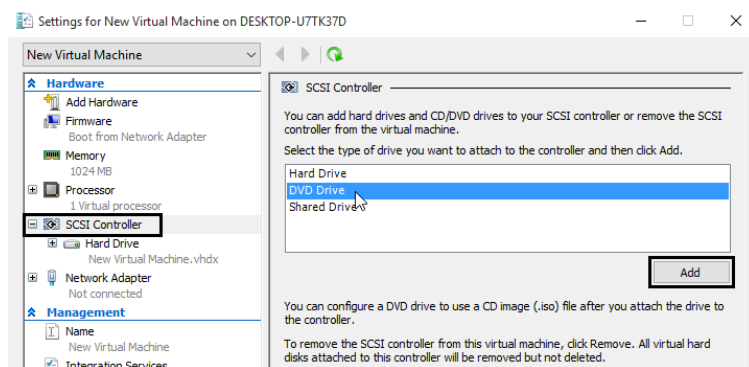 Settings for New Virtual Machine on DESKTOP-U7TK37D
New Virtual Machine
Hardware
Add Hardware
Firmware
Boot from Network Adapter
Memory
1024 MB
Processor
1 Virtual processor
SCSI Controller
Hard Drive
New Virtual Machine.vhdx
Network Adapter
Not connected
Management
Name
New Virtual Machine
Integration Services
SCSI Controller
You can add hard drives and CD/DVD drives to your SCSI controller or remove the SCSI
controller from the virtual machine.
Select the type of drive you want to attach to the controller and then click Add.
Hard Drive
DVD Drive
Shared Drive
Add
You can configure a DVD drive to use a CD image (.iso) file after you attach the drive to
the controller.
To remove the SCSI controller from this virtual machine, click Remove. All virtual hard
disks attached to this controller will be removed but not deleted.